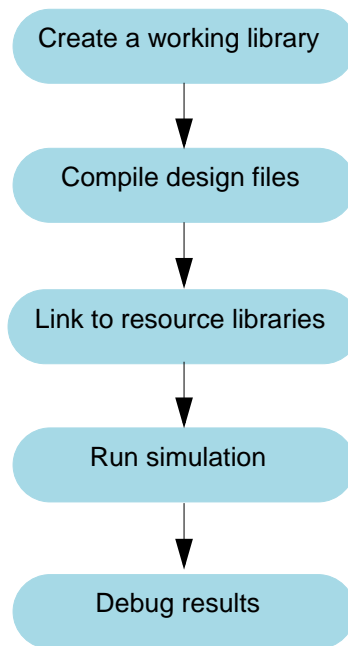 Create a working library
Compile design files
Link to resource libraries
Run simulation
Debug results